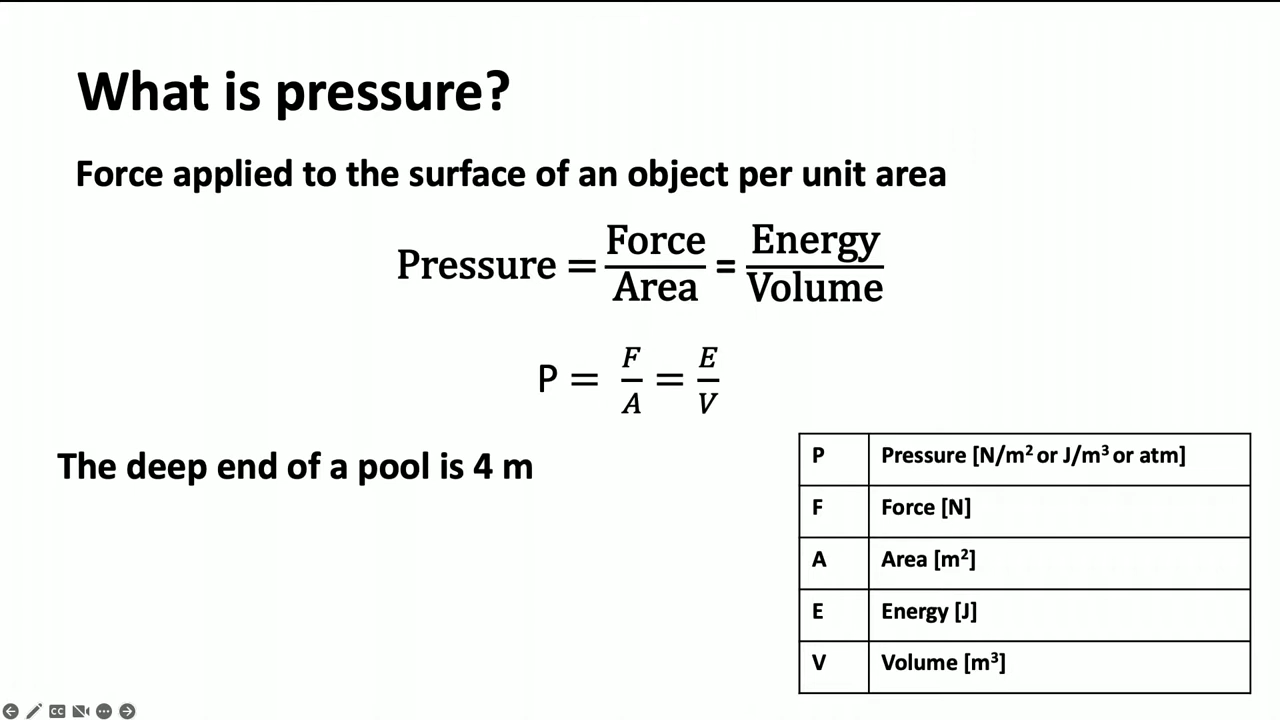 What is pressure?
Force applied to the surface of an object per unit area
Pressure = Force/Area = Energy/Volume
P = F/A = E/V
The deep end of a pool is 4 m
P Pressure [N/m² or J/m³ or atm]
F Force [N]
A Area [m²]
E Energy [J]
V Volume [m³]
CC